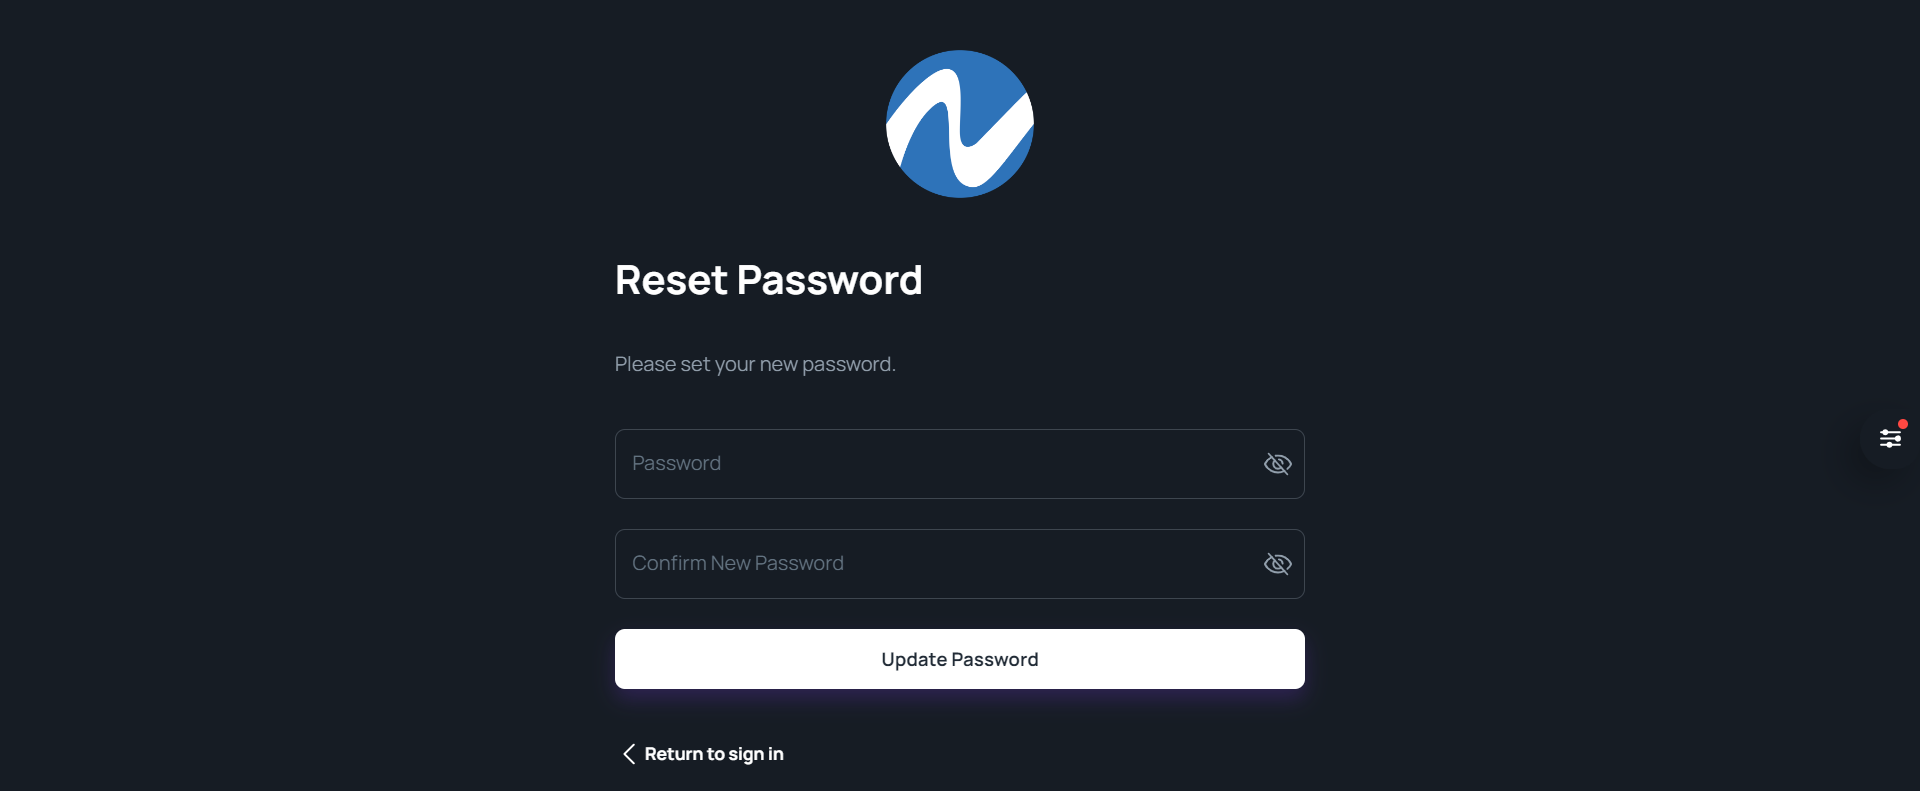 Reset Password
Please set your new password.
Password
Confirm New Password
Update Password
Return to sign in